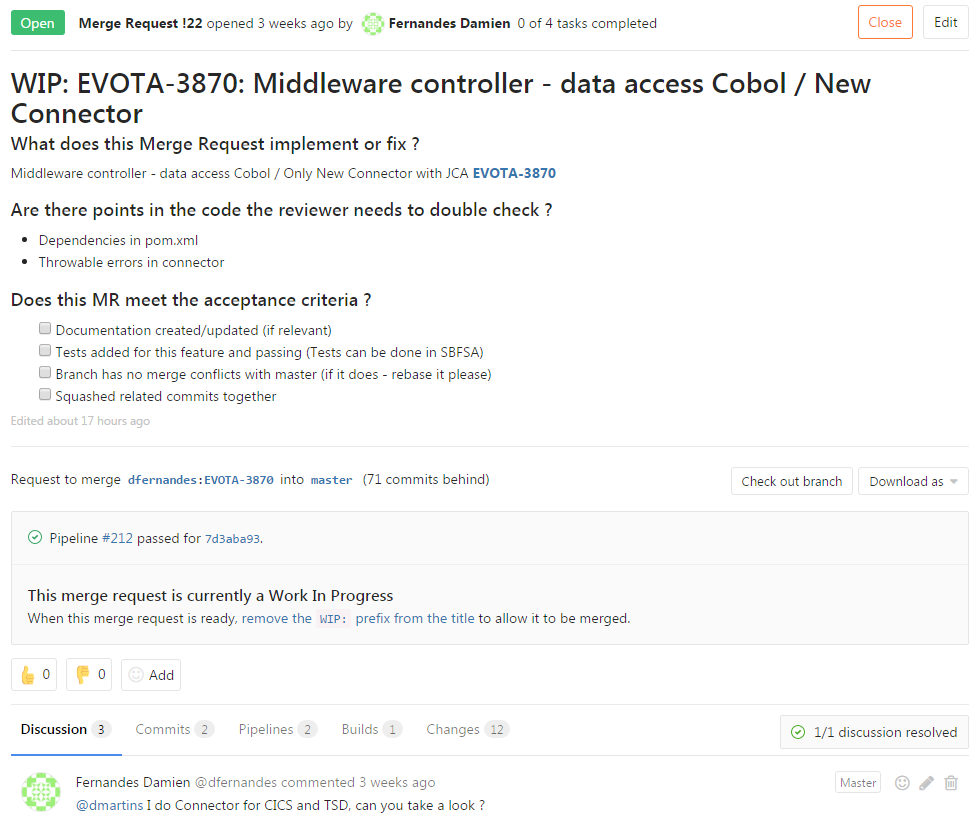 Open Merge Request !22 opened 3 weeks ago by Fernandes Damien 0 of 4 tasks completed Close Edit
WIP: EVOTA-3870: Middleware controller - data access Cobol / New
Connector
What does this Merge Request implement or fix ?
Middleware controller - data access Cobol / Only New Connector with JCA EVOTA-3870
Are there points in the code the reviewer needs to double check ?
• Dependencies in pom.xml
• Throwable errors in connector
Does this MR meet the acceptance criteria ?
Documentation created/updated (if relevant)
Tests added for this feature and passing (Tests can be done in SBFSA)
Branch has no merge conflicts with master (if it does - rebase it please)
Squashed related commits together
Edited about 17 hours ago
Request to merge dfernandes:EVOTA-3870 into master (71 commits behind) Check out branch Download as
Pipeline #212 passed for 7d3aba93.
This merge request is currently a Work In Progress
When this merge request is ready, remove the WIP: prefix from the title to allow it to be merged.
0 0 Add
Discussion 3 Commits 2 Pipelines 2 Builds 1 Changes 12 1/1 discussion resolved
Fernandes Damien @dfernandes commented 3 weeks ago Master
@dmartins I do Connector for CICS and TSD, can you take a look ?